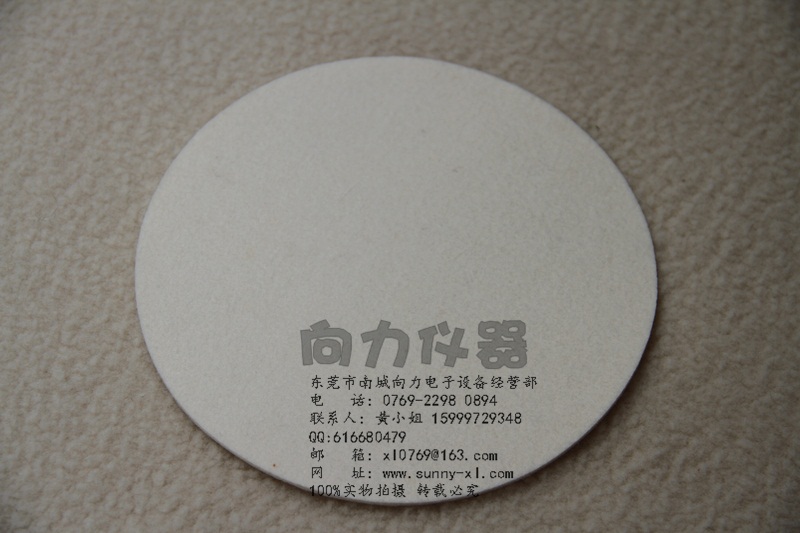 向力仪器
东莞市南城向力电子设备经营部
电 话: 0769-2298 0894
联系人: 黄小姐 15999729348
QQ:616680479
邮 箱: xl0769@163.com
网 址: www.sunny-xl.com
100%实物拍摄 转载必究